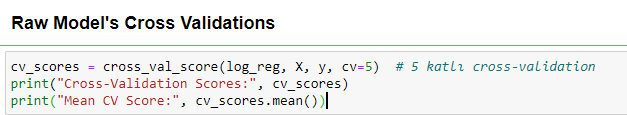 Raw Model's Cross Validations
cv_scores = cross_val_score(log_reg, X, y, cv=5)  # 5 katlı cross-validation
print("Cross-Validation Scores:", cv_scores)
print("Mean CV Score:", cv_scores.mean())